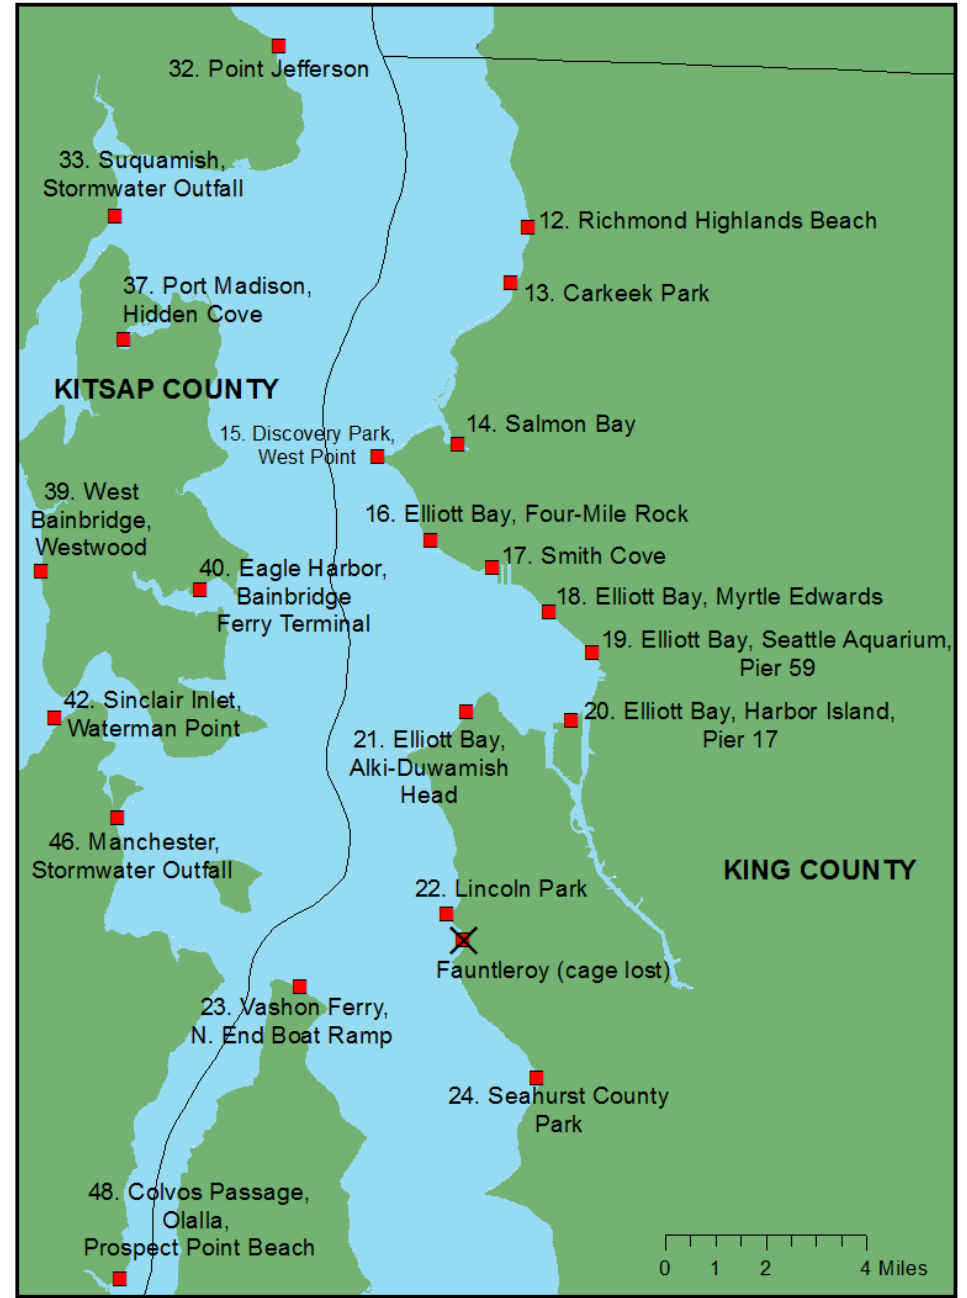 32. Point Jefferson
33. Suquamish,
Stormwater Outfall
12. Richmond Highlands Beach
37. Port Madison,
Hidden Cove
13. Carkeek Park
KITSAP COUNTY
14. Salmon Bay
15. Discovery Park,
West Point
39. West
Bainbridge,
Westwood
16. Elliott Bay, Four-Mile Rock
17. Smith Cove
40. Eagle Harbor,
Bainbridge
Ferry Terminal
18. Elliott Bay, Myrtle Edwards
19. Elliott Bay, Seattle Aquarium,
Pier 59
42. Sinclair Inlet,
Waterman Point
20. Elliott Bay, Harbor Island,
Pier 17
21. Elliott Bay,
Alki-Duwamish
Head
46. Manchester,
Stormwater Outfall
KING COUNTY
22. Lincoln Park
Fauntleroy (cage lost)
23. Vashon Ferry,
N. End Boat Ramp
24. Seahurst County
Park
48. Colvos Passage,
Olalla,
Prospect Point Beach
0 1 2 4 Miles